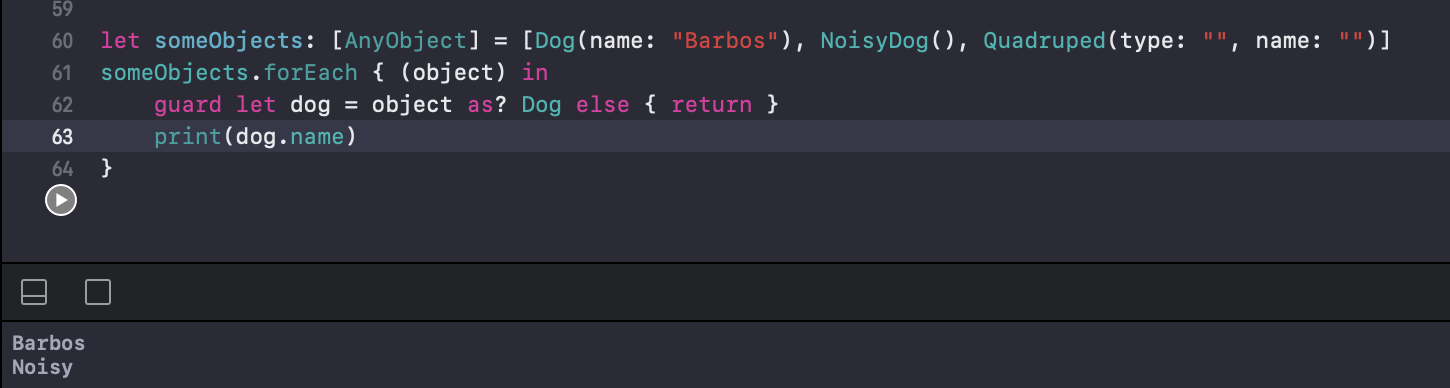 59
60 let someObjects: [AnyObject] = [Dog(name: "Barbos"), NoisyDog(), Quadruped(type: "", name: "")]
61 someObjects.forEach { (object) in
62     guard let dog = object as? Dog else { return }
63     print(dog.name)
64 }
Barbos
Noisy